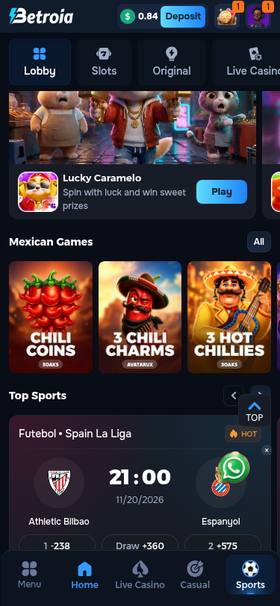 Betroia
$ 0.84 Deposit
1
1
Lobby
Slots
Original
Live Casino
Lucky Caramelo
Spin with luck and win sweet
prizes
Play
Mexican Games
All
CHILI
COINS
3OAKS
3 CHILI
CHARMS
AVATARUX
3 HOT
CHILLIES
3OAKS
Top Sports
TOP
Futebol • Spain La Liga
HOT
21:00
11/20/2026
Athletic Bilbao
Espanyol
1 -238
Draw +360
2 +575
Menu
Home
Live Casino
Casual
Sports